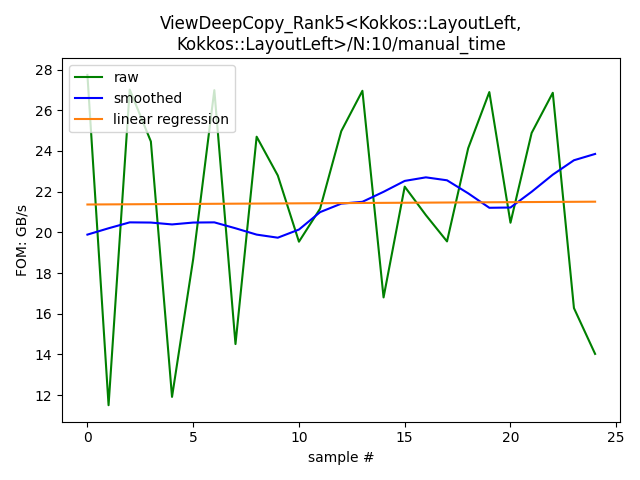 ViewDeepCopy_Rank5<Kokkos::LayoutLeft,
Kokkos::LayoutLeft>/N:10/manual_time
raw
smoothed
linear regression
FOM: GB/s
28
26
24
22
20
18
16
14
12
0 5 10 15 20 25
sample #